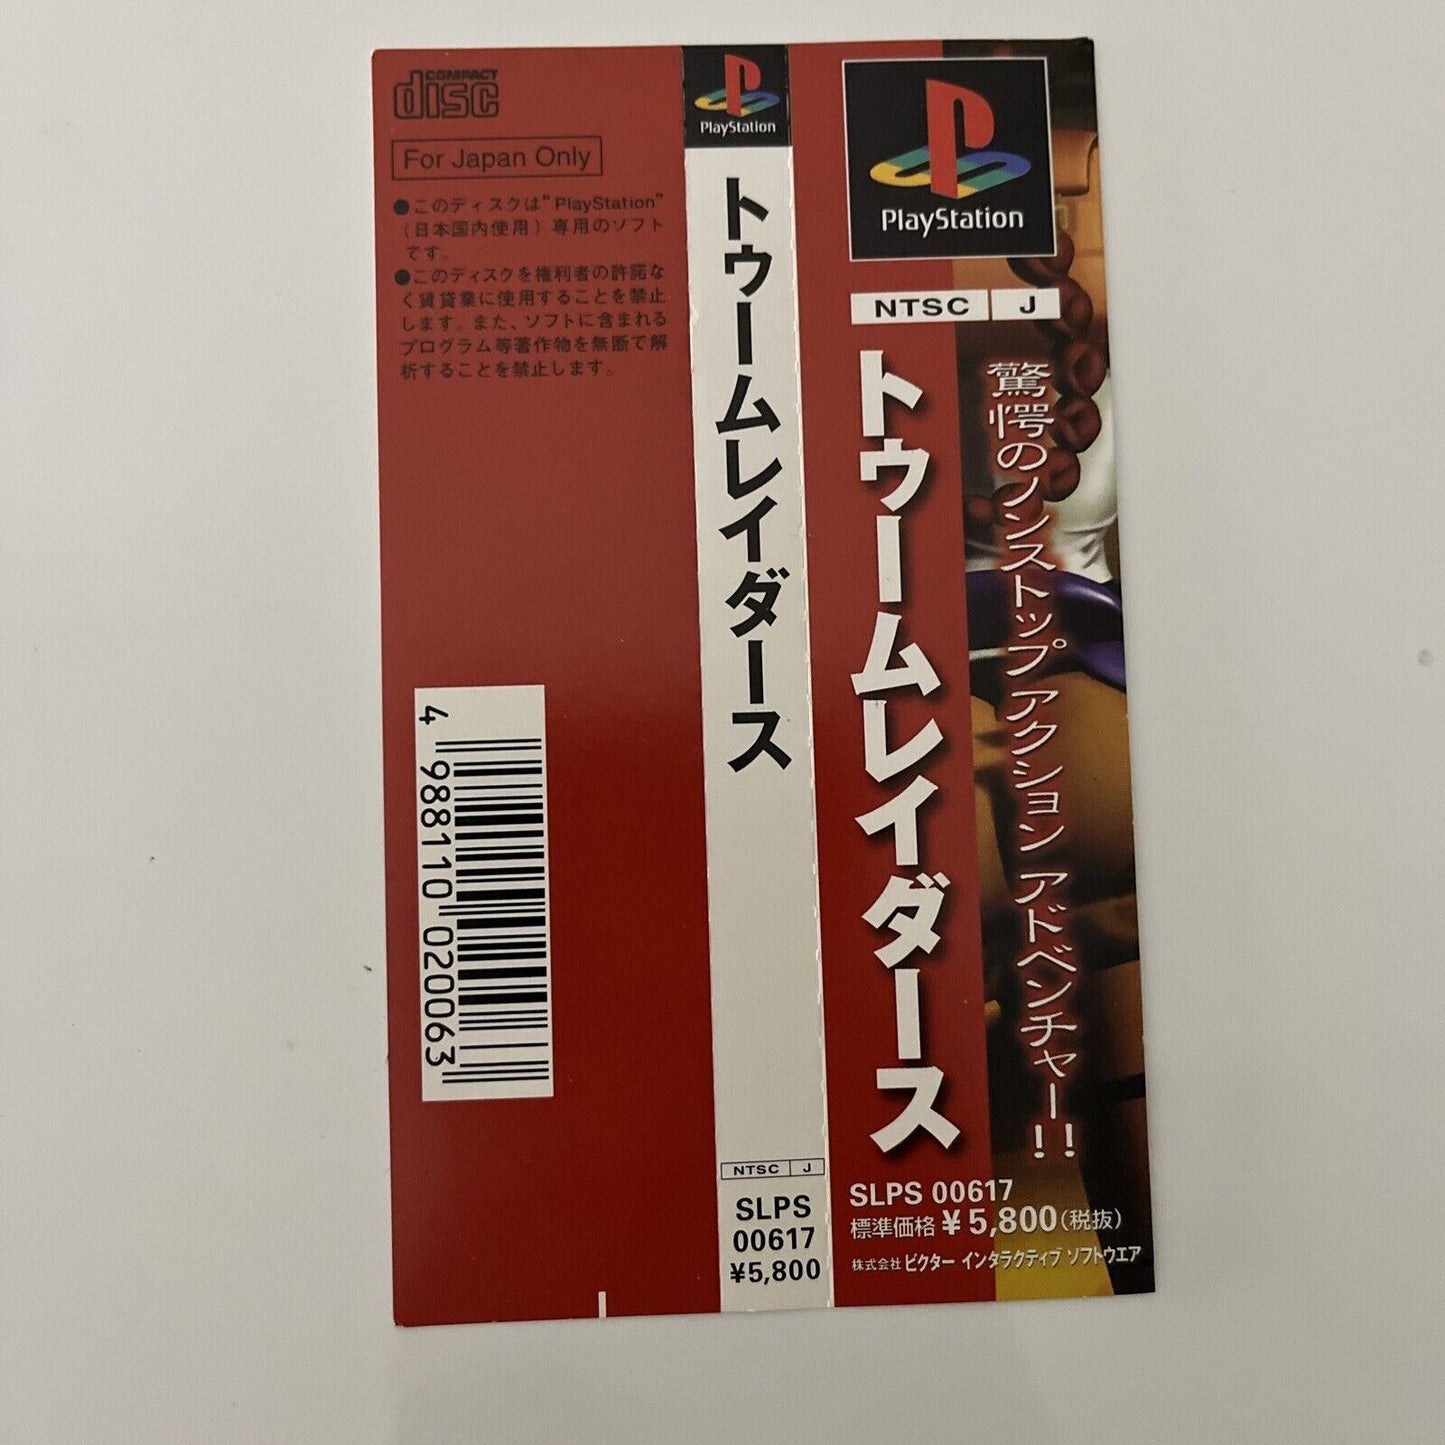 COMPACT
disc
For Japan Only
●このディスクは"PlayStation"
(日本国内使用)専用のソフト
です。
●このディスクを権利者の許諾な
く賃貸業に使用することを禁止
します。また、ソフトに含まれる
プログラム等著作物を無断で解
析することを禁止します。
4 988110 020063
PlayStation
トゥームレイダース
NTSC J
SLPS
00617
¥5,800
PlayStation
NTSC J
トゥームレイダース
驚愕のノンストップ アクション アドベンチャー!!
SLPS 00617
標準価格 ¥5,800(税抜)
株式会社 ビクター インタラクティブ ソフトウエア